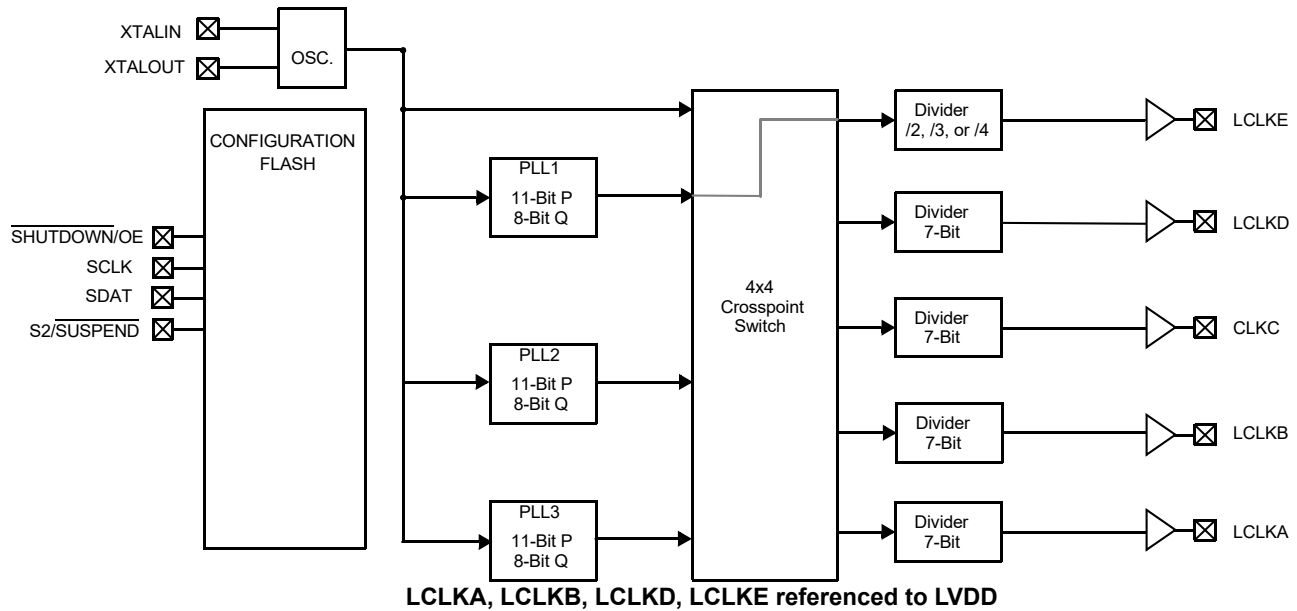 XTALIN
XTALOUT
OSC.
CONFIGURATION
FLASH
SHUTDOWN/OE
SCLK
SDAT
S2/SUSPEND
PLL1
11-Bit P
8-Bit Q
PLL2
11-Bit P
8-Bit Q
PLL3
11-Bit P
8-Bit Q
4x4
Crosspoint
Switch
Divider
/2, /3, or /4
LCLKE
Divider
7-Bit
LCLKD
Divider
7-Bit
CLKC
Divider
7-Bit
LCLKB
Divider
7-Bit
LCLKA
LCLKA, LCLKB, LCLKD, LCLKE referenced to LVDD